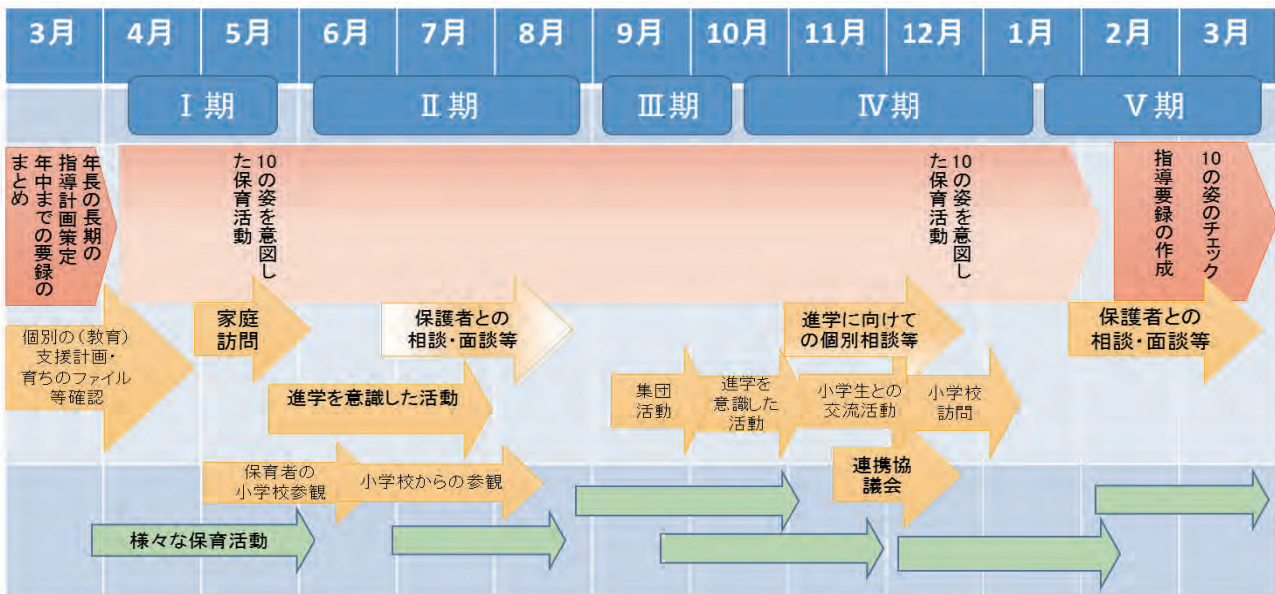 3月
4月
5月
6月
7月
8月
9月
10月
11月
12月
1月
2月
3月
Ⅰ期
Ⅱ期
Ⅲ期
Ⅳ期
Ⅴ期
年長の長期の
指導計画策定
年中までの要録の
まとめ
10の姿を意図し
た保育活動
10の姿を意図し
た保育活動
10の姿のチェック
指導要録の作成
個別の(教育)
支援計画・
育ちのファイル
等確認
家庭
訪問
保護者との
相談・面談等
進学に向けて
の個別相談等
保護者との
相談・面談等
進学を意識した活動
集団
活動
進学を
意識した
活動
小学生との
交流活動
小学校
訪問
保育者の
小学校参観
小学校からの参観
連携協
議会
様々な保育活動